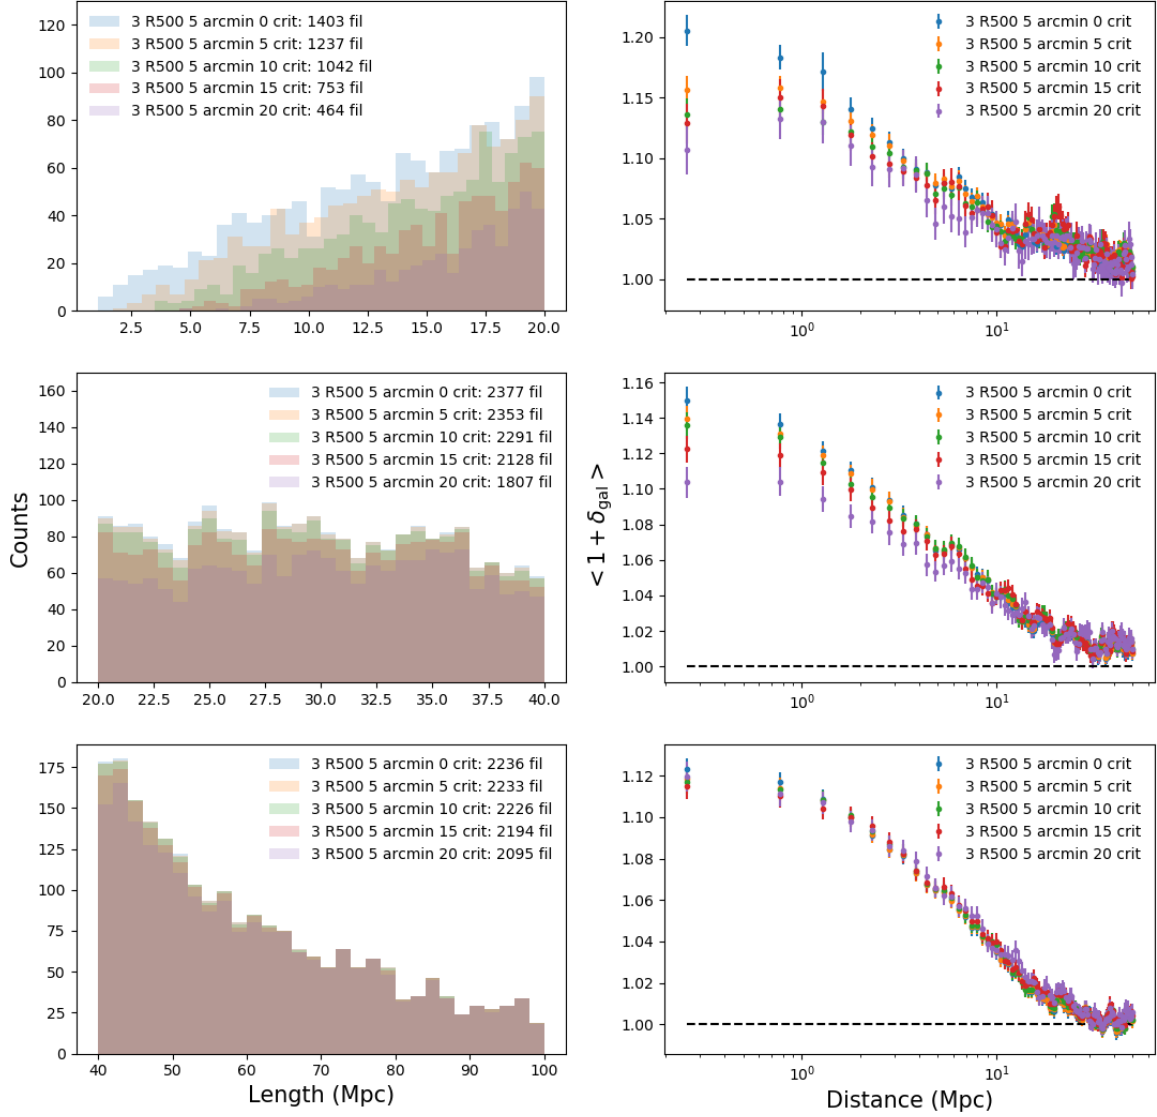 120
100
80
60
40
20
0
3 R500 5 arcmin 0 crit: 1403 fil
3 R500 5 arcmin 5 crit: 1237 fil
3 R500 5 arcmin 10 crit: 1042 fil
3 R500 5 arcmin 15 crit: 753 fil
3 R500 5 arcmin 20 crit: 464 fil
2.5 5.0 7.5 10.0 12.5 15.0 17.5 20.0
1.20
1.15
1.10
1.05
1.00
3 R500 5 arcmin 0 crit
3 R500 5 arcmin 5 crit
3 R500 5 arcmin 10 crit
3 R500 5 arcmin 15 crit
3 R500 5 arcmin 20 crit
10⁰ 10¹
Counts
160
140
120
100
80
60
40
20
0
3 R500 5 arcmin 0 crit: 2377 fil
3 R500 5 arcmin 5 crit: 2353 fil
3 R500 5 arcmin 10 crit: 2291 fil
3 R500 5 arcmin 15 crit: 2128 fil
3 R500 5 arcmin 20 crit: 1807 fil
20.0 22.5 25.0 27.5 30.0 32.5 35.0 37.5 40.0
< 1 + δgal >
1.16
1.14
1.12
1.10
1.08
1.06
1.04
1.02
1.00
3 R500 5 arcmin 0 crit
3 R500 5 arcmin 5 crit
3 R500 5 arcmin 10 crit
3 R500 5 arcmin 15 crit
3 R500 5 arcmin 20 crit
10⁰ 10¹
175
150
125
100
75
50
25
0
3 R500 5 arcmin 0 crit: 2236 fil
3 R500 5 arcmin 5 crit: 2233 fil
3 R500 5 arcmin 10 crit: 2226 fil
3 R500 5 arcmin 15 crit: 2194 fil
3 R500 5 arcmin 20 crit: 2095 fil
40 50 60 70 80 90 100
Length (Mpc)
1.12
1.10
1.08
1.06
1.04
1.02
1.00
3 R500 5 arcmin 0 crit
3 R500 5 arcmin 5 crit
3 R500 5 arcmin 10 crit
3 R500 5 arcmin 15 crit
3 R500 5 arcmin 20 crit
10⁰ 10¹
Distance (Mpc)